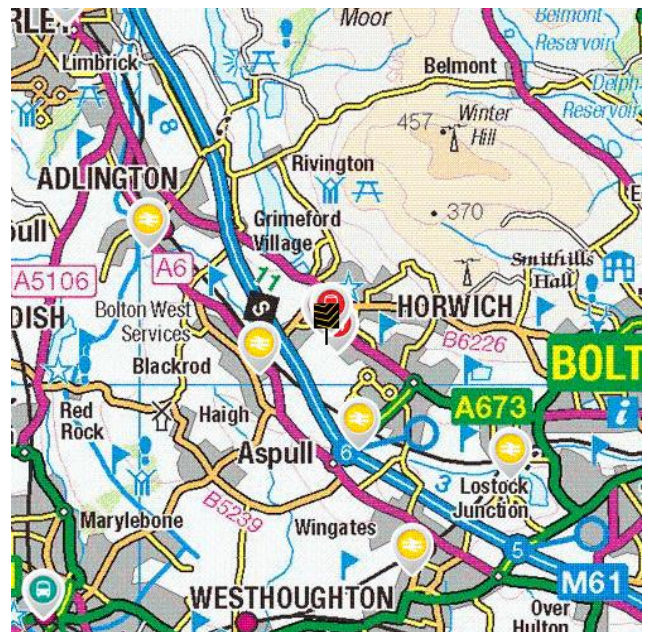 RLEY
Moor
Belmont
Reservoir
Limbrick
Belmont
Delph
Reservoir
8
457
Winter
Hill
Rivington
ADLINGTON
370
Grimeford
Village
A5106
A6
11
Smithills
Hall
DISH
Bolton West
Services
S
HORWICH
B6226
Blackrod
BOLT
A673
Red
Rock
Haigh
Aspull
6
3
Lostock
Junction
B5239
Marylebone
Wingates
5
M61
WESTHOUGHTON
Over
Hulton